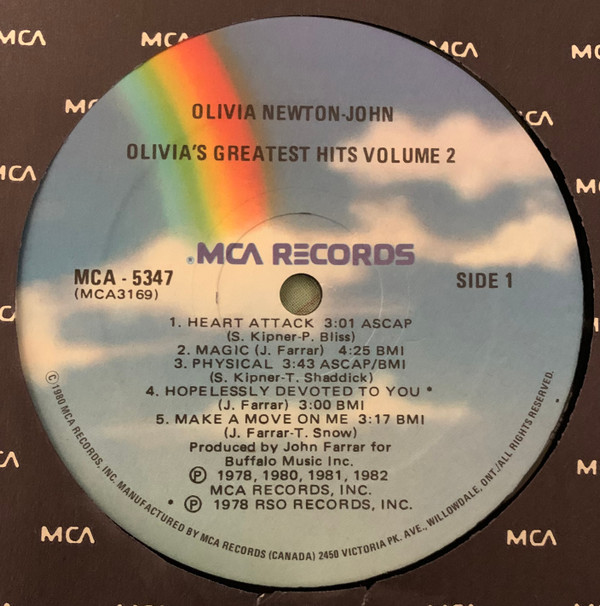 MCA
MCA
MCA
MCA
MCA
MCA
MCA
MCA
MCA
OLIVIA NEWTON-JOHN
OLIVIA'S GREATEST HITS VOLUME 2
MCA RECORDS
MCA - 5347
(MCA3169)
SIDE 1
1. HEART ATTACK 3:01 ASCAP
(S. Kipner-P. Bliss)
2. MAGIC (J. Farrar) 4:25 BMI
3. PHYSICAL 3:43 ASCAP/BMI
(S. Kipner-T. Shaddick)
4. HOPELESSLY DEVOTED TO YOU *
(J. Farrar) 3:00 BMI
5. MAKE A MOVE ON ME 3:17 BMI
(J. Farrar-T. Snow)
Produced by John Farrar for
Buffalo Music Inc.
℗ 1978, 1980, 1981, 1982
MCA RECORDS, INC.
* ℗ 1978 RSO RECORDS, INC.
©1980 MCA RECORDS, INC. MANUFACTURED BY MCA RECORDS (CANADA) 2450 VICTORIA PK. AVE., WILLOWDALE, ONT./ALL RIGHTS RESERVED.
MCA
MCA